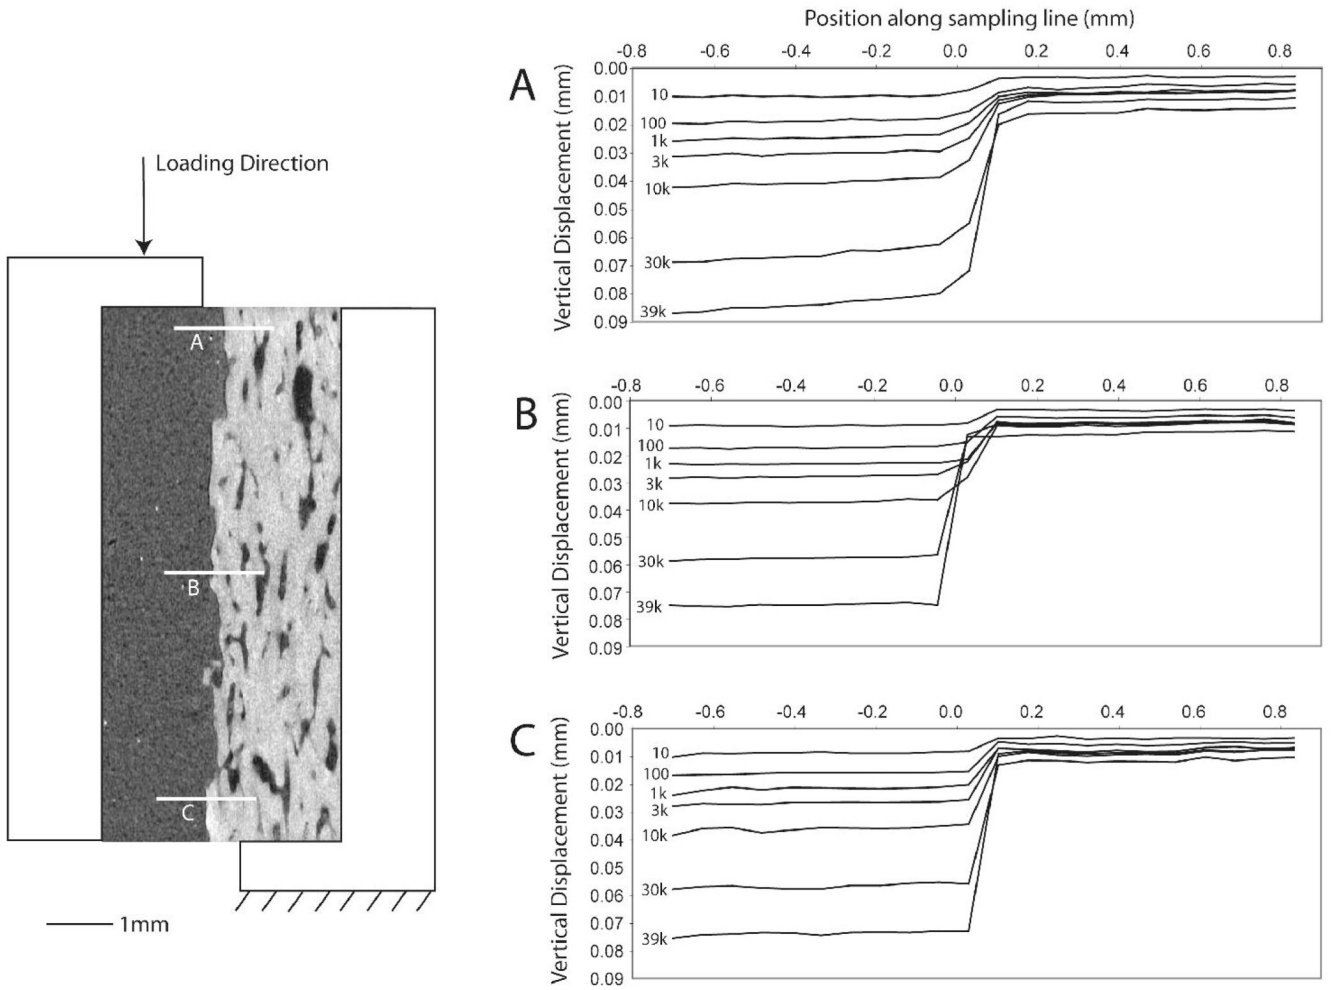 Position along sampling line (mm)
-0.8 -0.6 -0.4 -0.2 0.0 0.2 0.4 0.6 0.8
A
Vertical Displacement (mm)
0.00
0.01
0.02
0.03
0.04
0.05
0.06
0.07
0.08
0.09
10
100
1k
3k
10k
30k
39k
Loading Direction
A
B
C
1mm
-0.8 -0.6 -0.4 -0.2 0.0 0.2 0.4 0.6 0.8
B
Vertical Displacement (mm)
0.00
0.01
0.02
0.03
0.04
0.05
0.06
0.07
0.08
0.09
10
100
1k
3k
10k
30k
39k
-0.8 -0.6 -0.4 -0.2 0.0 0.2 0.4 0.6 0.8
C
Vertical Displacement (mm)
0.00
0.01
0.02
0.03
0.04
0.05
0.06
0.07
0.08
0.09
10
100
1k
3k
10k
30k
39k